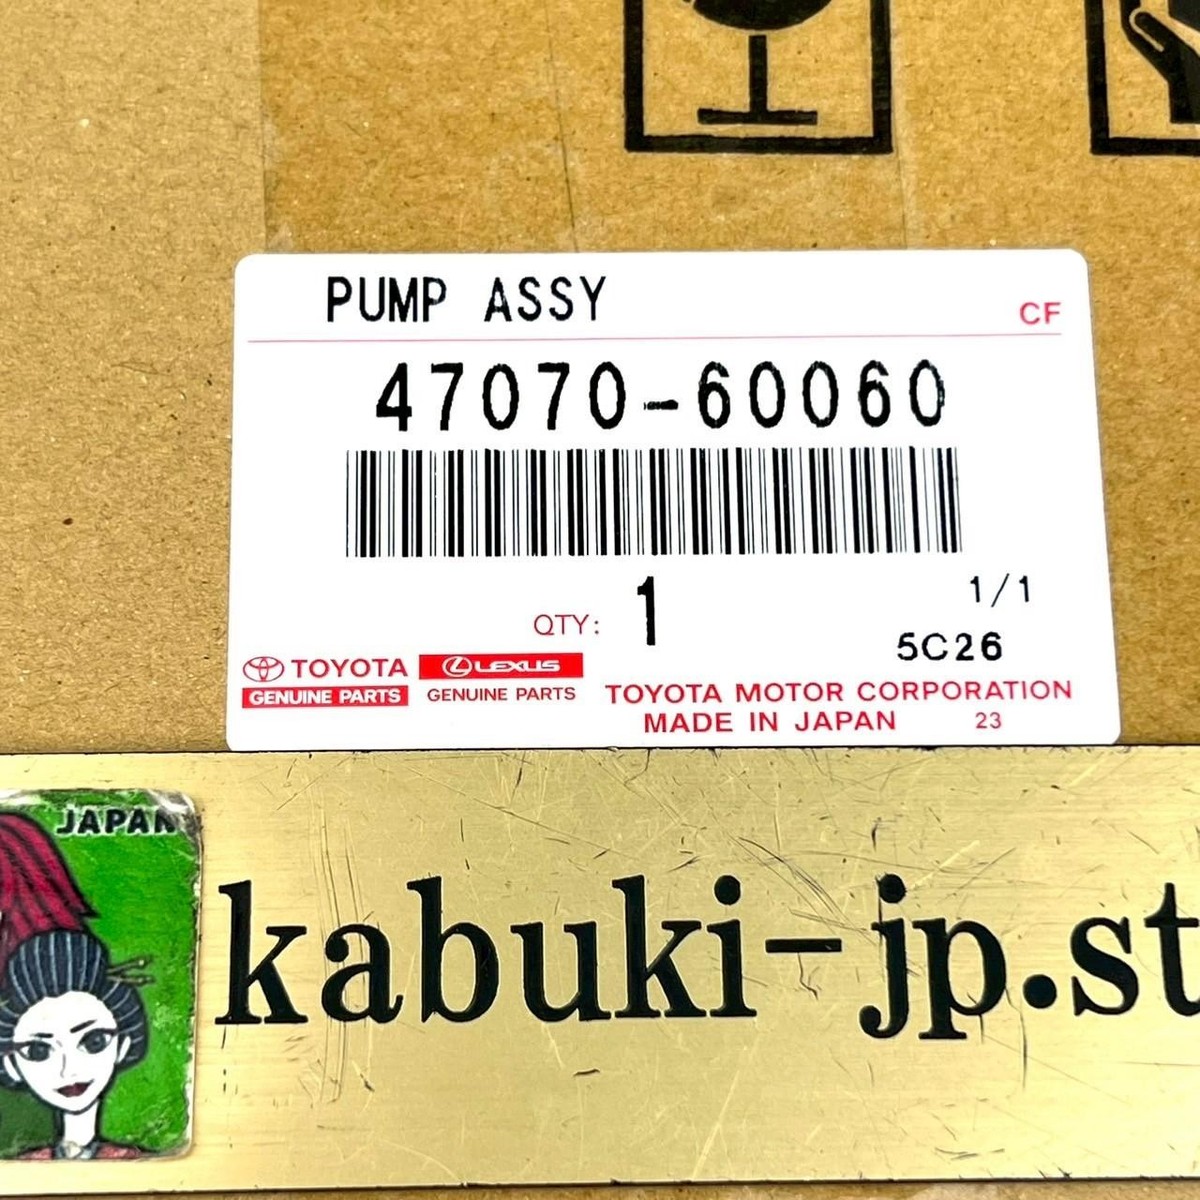 PUMP ASSY
CF
47070-60060
1/1
QTY: 1
5C26
TOYOTA LEXUS
GENUINE PARTS GENUINE PARTS
TOYOTA MOTOR CORPORATION
MADE IN JAPAN 23
JAPAN
kabuki-jp.st